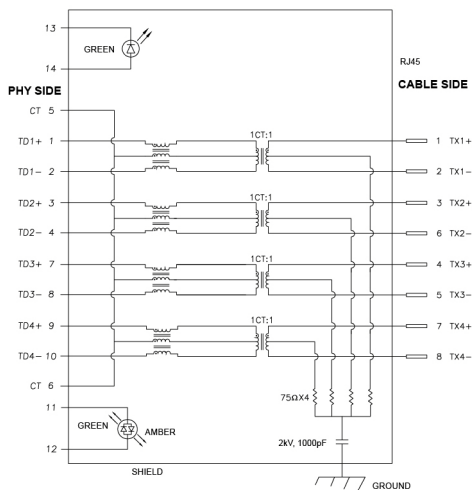 13
GREEN
14
RJ45
PHY SIDE
CABLE SIDE
CT 5
TD1+ 1
1CT:1
1 TX1+
TD1- 2
2 TX1-
TD2+ 3
1CT:1
3 TX2+
TD2- 4
6 TX2-
TD3+ 7
1CT:1
4 TX3+
TD3- 8
5 TX3-
TD4+ 9
1CT:1
7 TX4+
TD4- 10
8 TX4-
CT 6
75ΩX4
11
GREEN
AMBER
12
2kV, 1000pF
SHIELD
GROUND